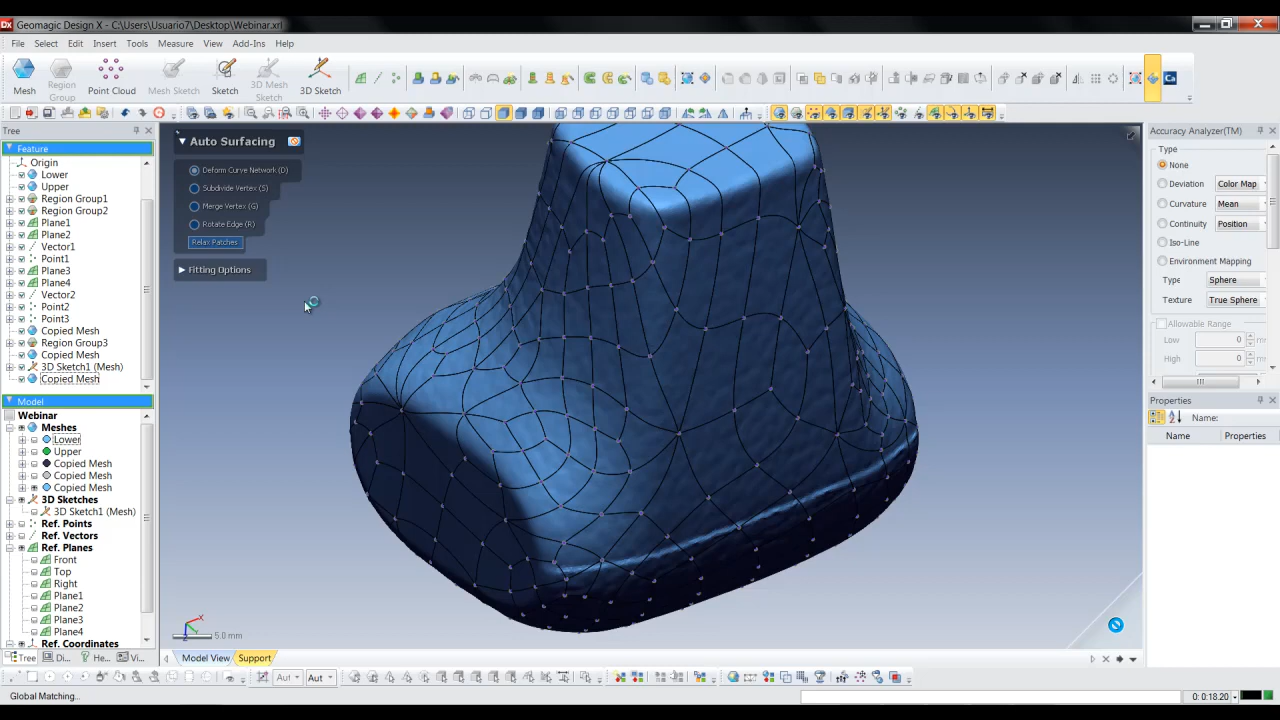 Geomagic Design X - C:\Users\Usuario7\Desktop\Webinar.xrl
File Select Edit Insert Tools Measure View Add-Ins Help
Mesh Region Group Point Cloud Mesh Sketch Sketch 3D Mesh Sketch 3D Sketch
Tree
Feature
Origin
Lower
Upper
Region Group1
Region Group2
Plane1
Plane2
Vector1
Point1
Plane3
Plane4
Vector2
Point2
Point3
Copied Mesh
Region Group3
Copied Mesh
3D Sketch1 (Mesh)
Copied Mesh
Model
Webinar
Meshes
Lower
Upper
Copied Mesh
Copied Mesh
Copied Mesh
3D Sketches
3D Sketch1 (Mesh)
Ref. Points
Ref. Vectors
Ref. Planes
Front
Top
Right
Plane1
Plane2
Plane3
Plane4
Ref. Coordinates
Tree Di... He... Vi...
Auto Surfacing
Deform Curve Network (D)
Subdivide Vertex (S)
Merge Vertex (G)
Rotate Edge (R)
Relax Patches
Fitting Options
X
Z
5.0 mm
Model View Support
Accuracy Analyzer(TM)
Type
None
Deviation Color Map
Curvature Mean
Continuity Position
Iso-Line
Environment Mapping
Type Sphere
Texture True Sphere
Allowable Range
Low 0
High 0
Properties
Name:
Name Properties
Aut Aut
Global Matching...
0: 0:18.20